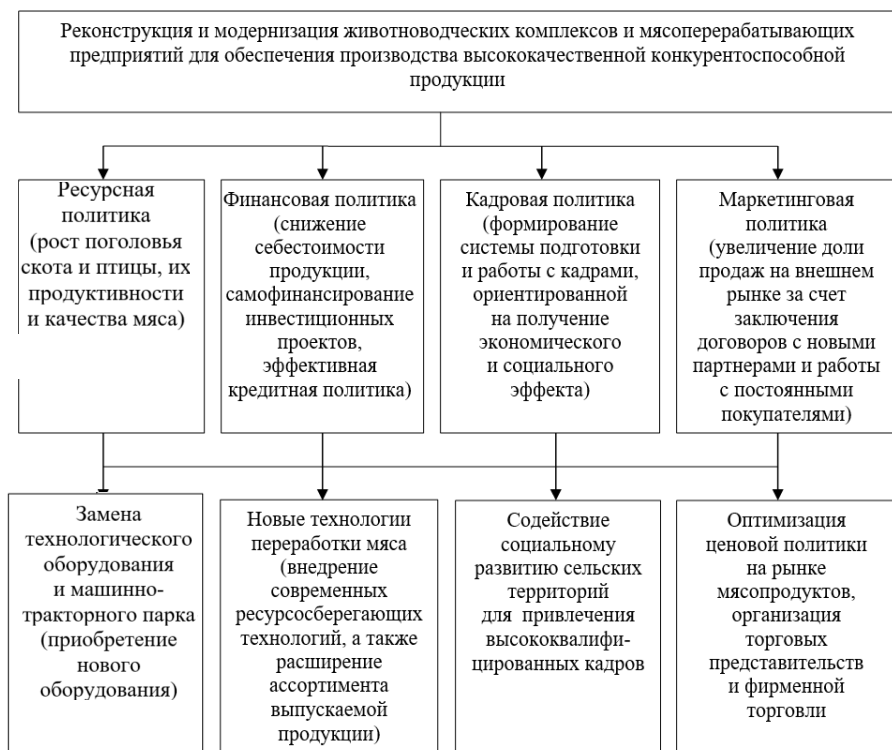 Реконструкция и модернизация животноводческих комплексов и мясоперерабатывающих
предприятий для обеспечения производства высококачественной конкурентоспособной
продукции
Ресурсная
политика
(рост поголовья
скота и птицы, их
продуктивности
и качества мяса)
Финансовая политика
(снижение
себестоимости
продукции,
самофинансирование
инвестиционных
проектов,
эффективная
кредитная политика)
Кадровая политика
(формирование
системы подготовки
и работы с кадрами,
ориентированной
на получение
экономического
и социального
эффекта)
Маркетинговая
политика
(увеличение доли
продаж на внешнем
рынке за счет
заключения
договоров с новыми
партнерами и работы
с постоянными
покупателями)
Замена
технологического
оборудования
и машинно-
тракторного парка
(приобретение
нового
оборудования)
Новые технологии
переработки мяса
(внедрение
современных
ресурсосберегающих
технологий, а также
расширение
ассортимента
выпускаемой
продукции)
Содействие
социальному
развитию сельских
территорий
для привлечения
высококвалифи-
цированных кадров
Оптимизация
ценовой политики
на рынке
мясопродуктов,
организация
торговых
представительств
и фирменной
торговли